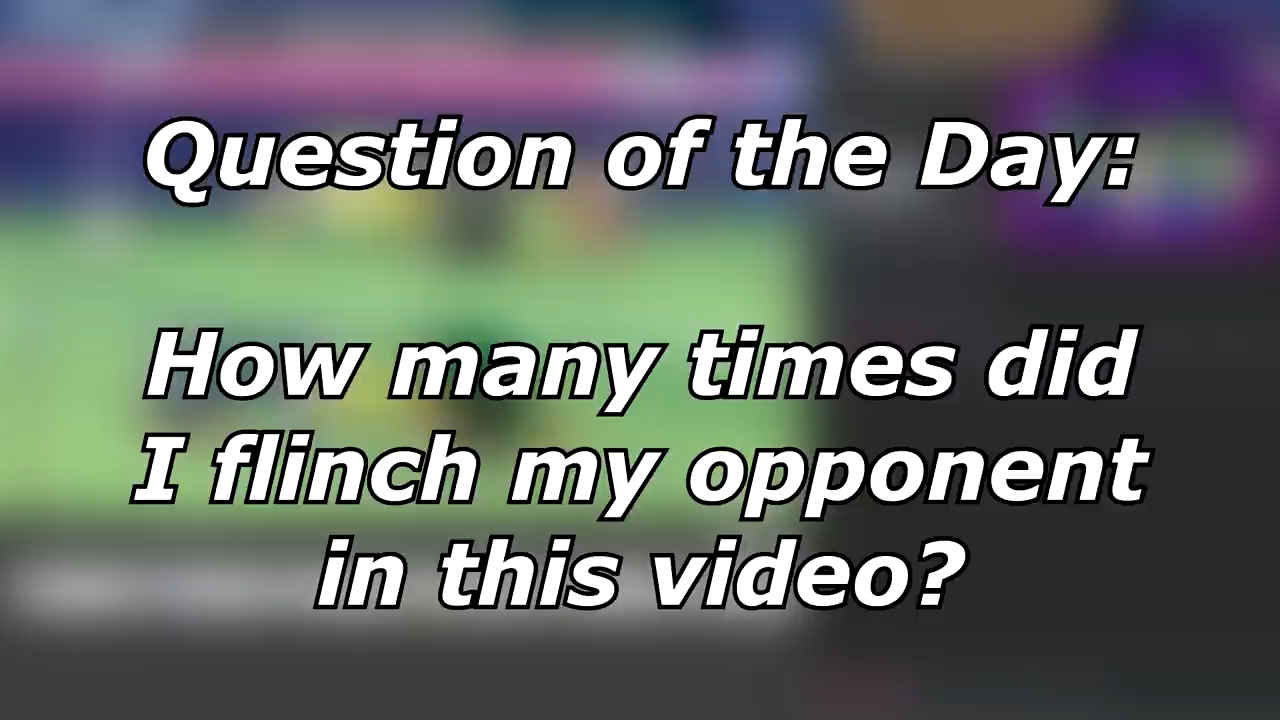 Question of the Day:
How many times did
I flinch my opponent
in this video?